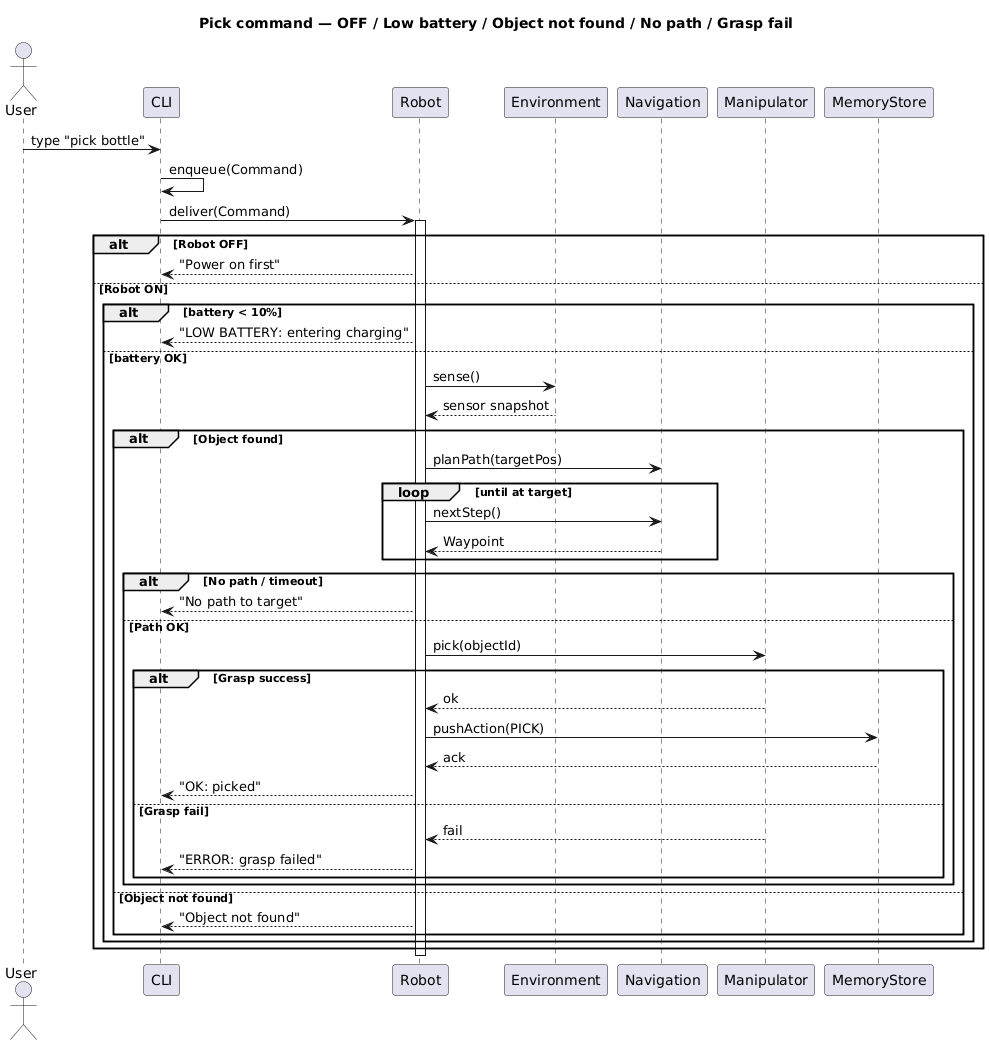 Pick command — OFF / Low battery / Object not found / No path / Grasp fail
User
CLI
Robot
Environment
Navigation
Manipulator
MemoryStore
type "pick bottle"
enqueue(Command)
deliver(Command)
alt
[Robot OFF]
"Power on first"
[Robot ON]
alt
[battery < 10%]
"LOW BATTERY: entering charging"
[battery OK]
sense()
sensor snapshot
alt
[Object found]
planPath(targetPos)
loop
[until at target]
nextStep()
Waypoint
alt
[No path / timeout]
"No path to target"
[Path OK]
pick(objectId)
alt
[Grasp success]
ok
pushAction(PICK)
ack
"OK: picked"
[Grasp fail]
fail
"ERROR: grasp failed"
[Object not found]
"Object not found"
User
CLI
Robot
Environment
Navigation
Manipulator
MemoryStore